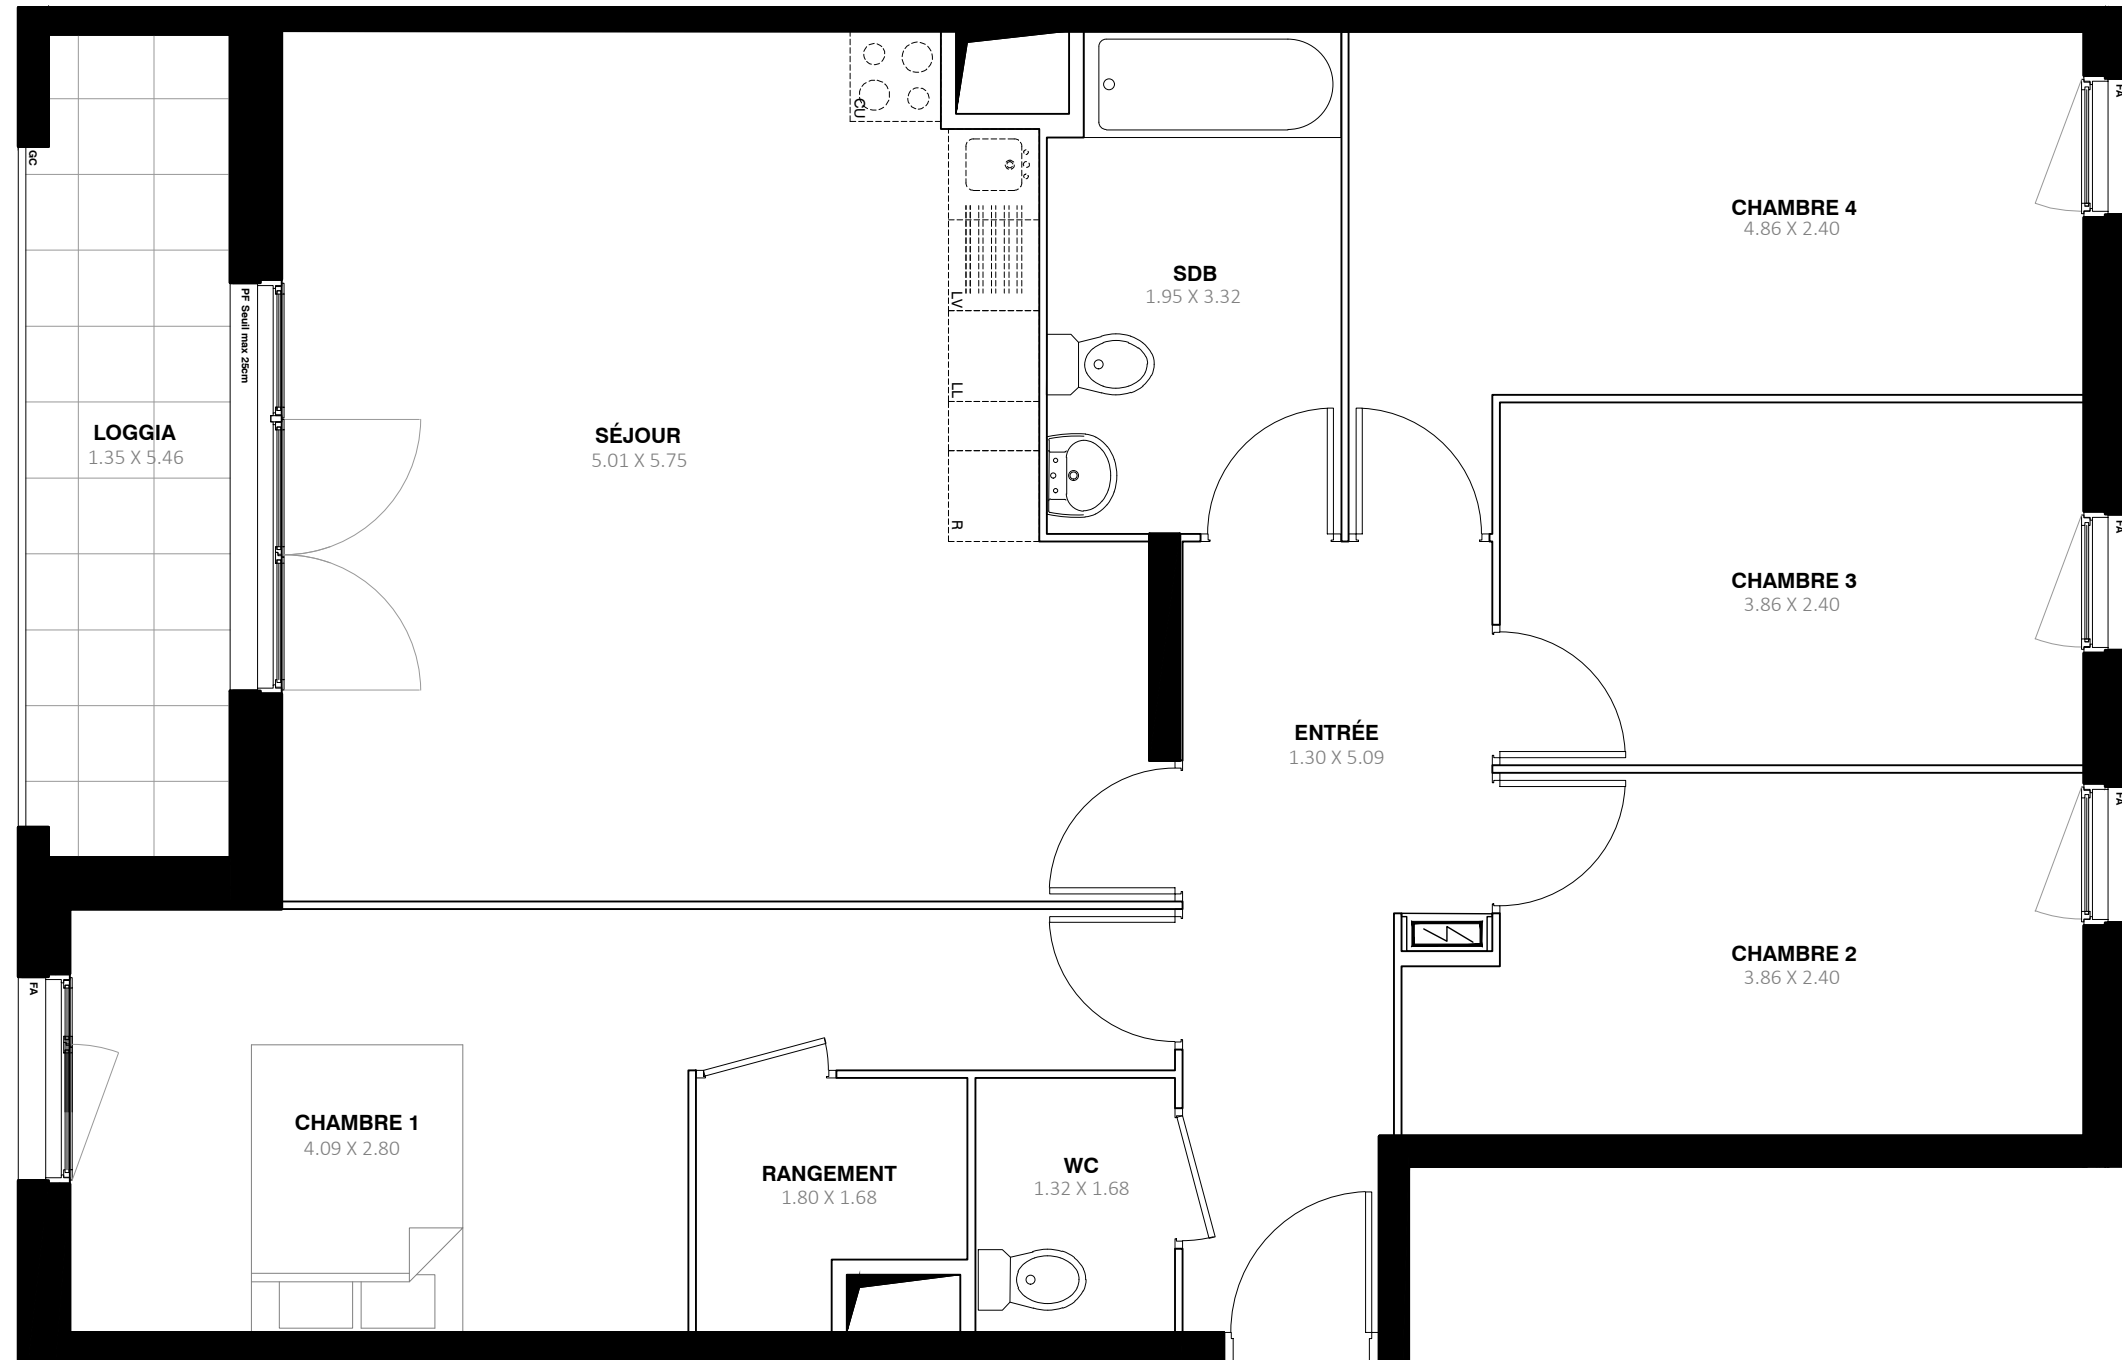 CU
FA
GC
CHAMBRE 4
4.86 X 2.40
SDB
1.95 X 3.32
PF Seuil max 25cm
LV
LL
LOGGIA
1.35 X 5.46
SÉJOUR
5.01 X 5.75
R
FA
CHAMBRE 3
3.86 X 2.40
ENTRÉE
1.30 X 5.09
FA
CHAMBRE 2
3.86 X 2.40
FA
CHAMBRE 1
4.09 X 2.80
RANGEMENT
1.80 X 1.68
WC
1.32 X 1.68